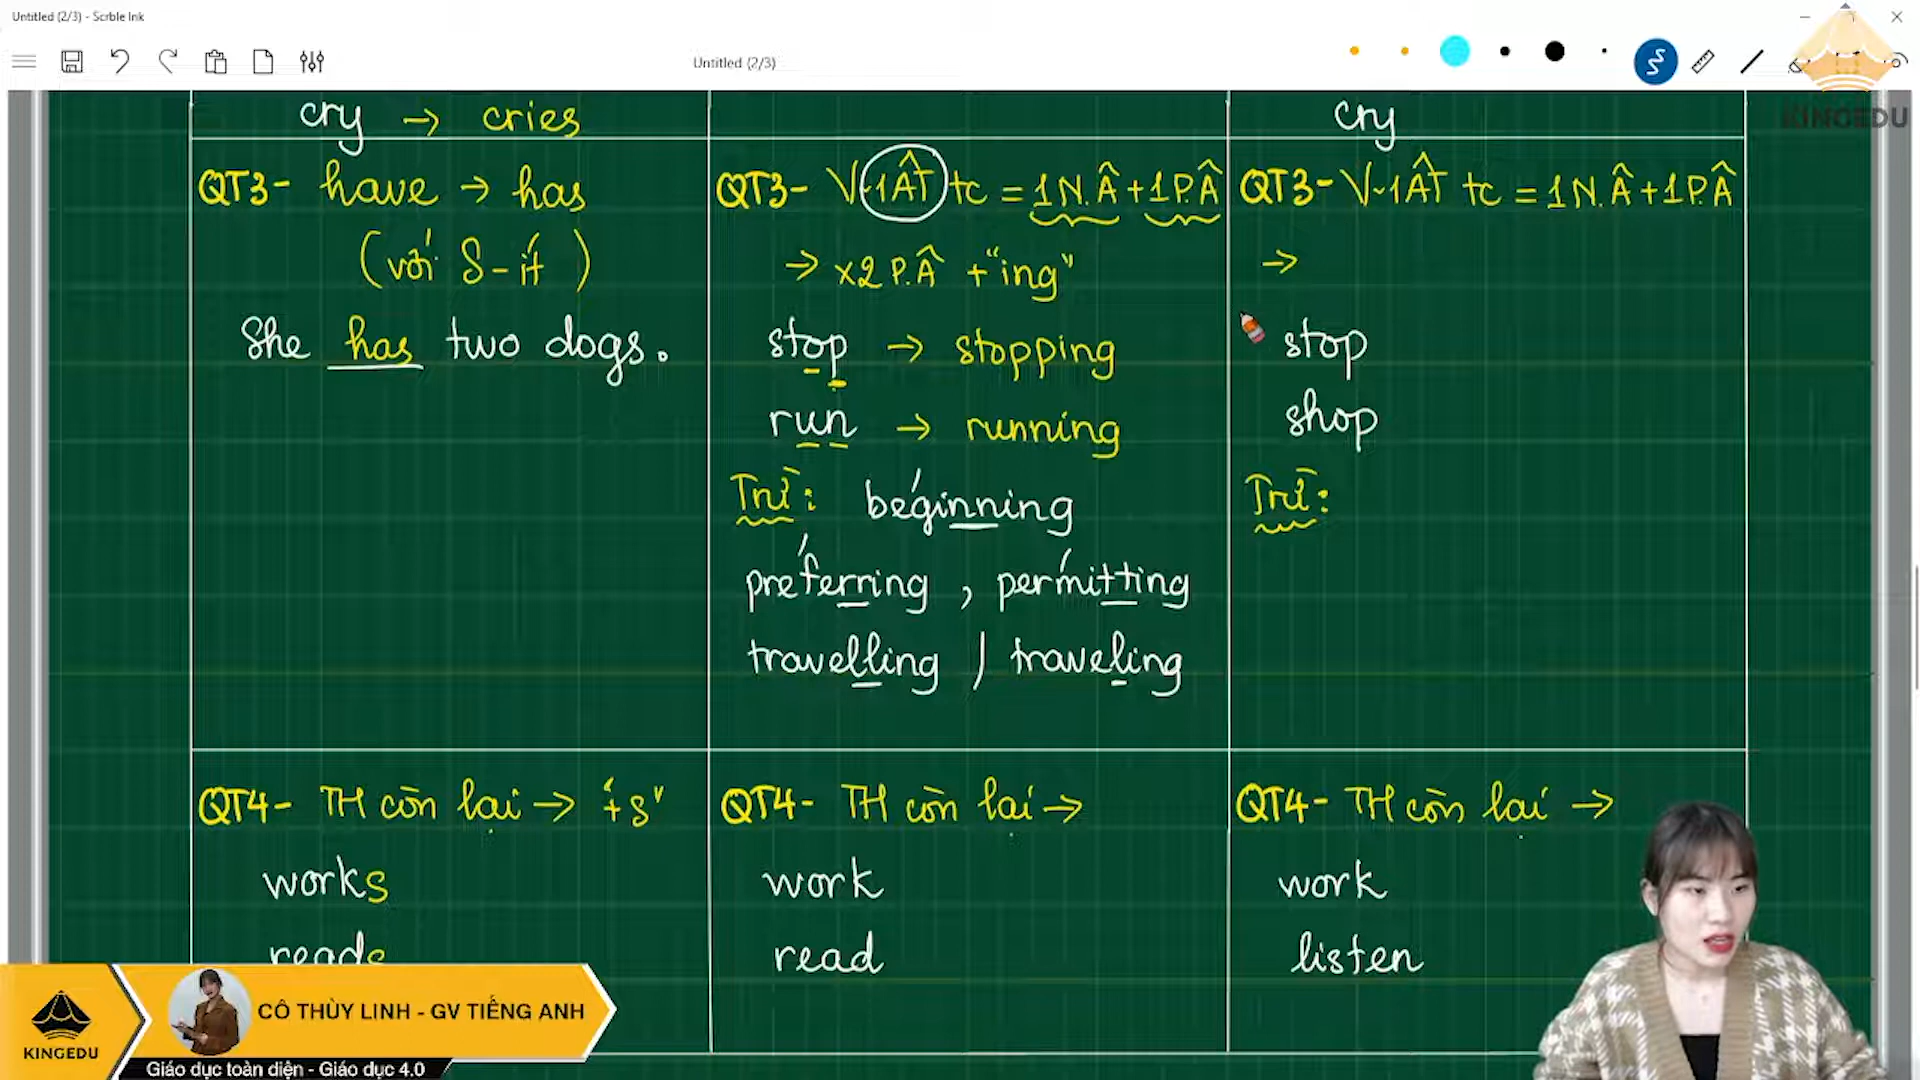 Untitled (2/3) - Scrble Ink
Untitled (2/3)
KINGEDU
cry → cries
cry
QT3- have → has
(với S-ít)
She has two dogs.
QT3- V~1ÂT tc = 1N.Â + 1P.Â
→ x2 P.Â + "ing"
stop → stopping
run → running
Trừ: beginning
preferring, permitting
travelling / traveling
QT3- V~1ÂT tc = 1N.Â + 1P.Â
→
stop
shop
Trừ:
QT4- TH còn lại → "+s"
works
reads
QT4- TH còn lại →
work
read
QT4- TH còn lại →
work
listen
KINGEDU
CÔ THÙY LINH - GV TIẾNG ANH
Giáo dục toàn diện - Giáo dục 4.0